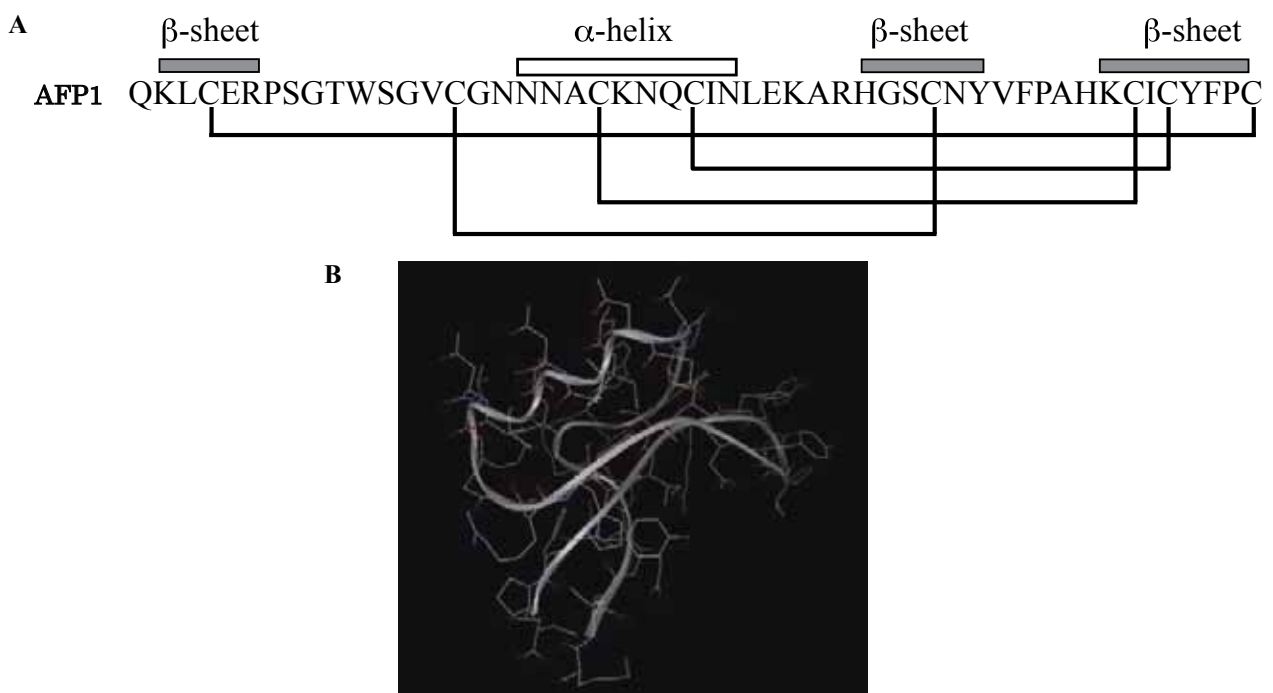 A
β-sheet α-helix β-sheet β-sheet
AFP1 QKLCERPSGTWSGVCGNNNACKNQCINLEKARHGSCNYVFPAHKCICYFPC
B